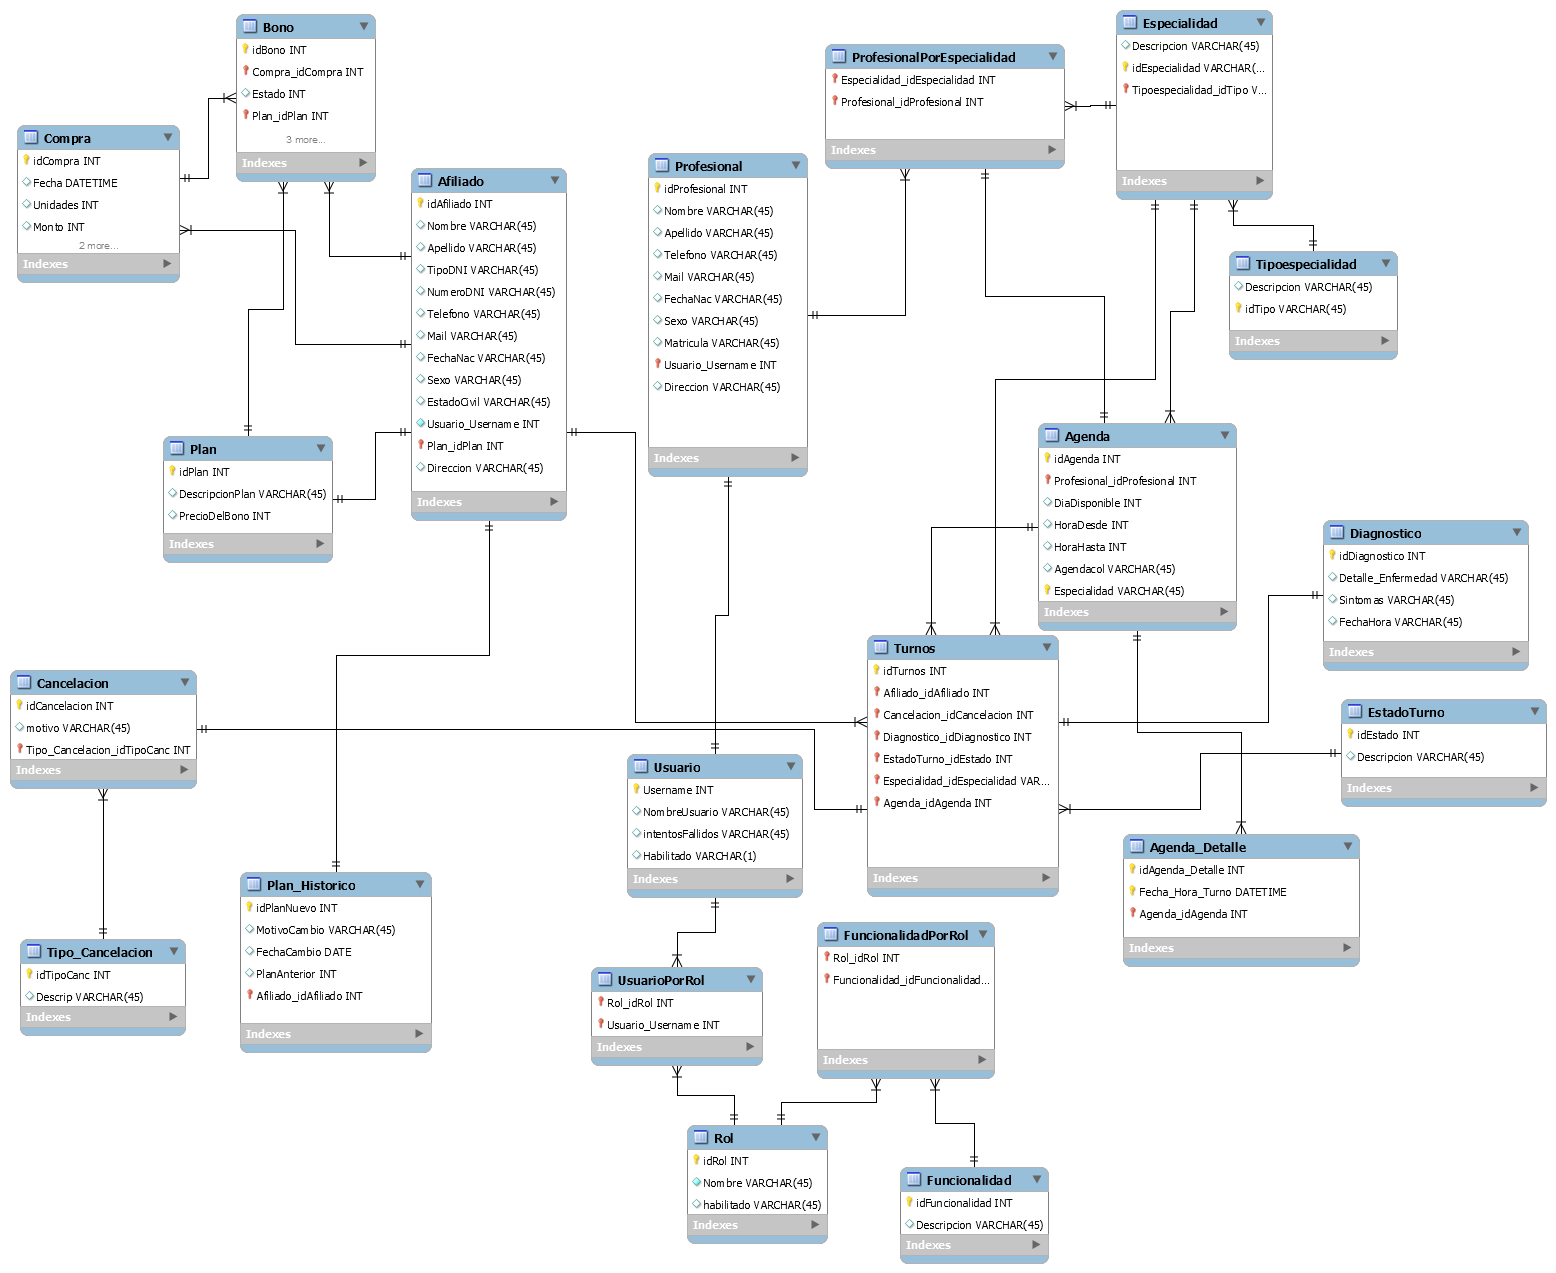 Bono
idBono INT
Compra_idCompra INT
Estado INT
Plan_idPlan INT
3 more...
Indexes
Compra
idCompra INT
Fecha DATETIME
Unidades INT
Monto INT
2 more...
Indexes
Afiliado
idAfiliado INT
Nombre VARCHAR(45)
Apellido VARCHAR(45)
TipoDNI VARCHAR(45)
NumeroDNI VARCHAR(45)
Telefono VARCHAR(45)
Mail VARCHAR(45)
FechaNac VARCHAR(45)
Sexo VARCHAR(45)
EstadoCivil VARCHAR(45)
Usuario_Username INT
Plan_idPlan INT
Direccion VARCHAR(45)
Indexes
Profesional
idProfesional INT
Nombre VARCHAR(45)
Apellido VARCHAR(45)
Telefono VARCHAR(45)
Mail VARCHAR(45)
FechaNac VARCHAR(45)
Sexo VARCHAR(45)
Matricula VARCHAR(45)
Usuario_Username INT
Direccion VARCHAR(45)
Indexes
ProfesionalPorEspecialidad
Especialidad_idEspecialidad INT
Profesional_idProfesional INT
Indexes
Especialidad
Descripcion VARCHAR(45)
idEspecialidad VARCHAR(...
Tipoespecialidad_idTipo V...
Indexes
Tipoespecialidad
Descripcion VARCHAR(45)
idTipo VARCHAR(45)
Indexes
Plan
idPlan INT
DescripcionPlan VARCHAR(45)
PrecioDelBono INT
Indexes
Agenda
idAgenda INT
Profesional_idProfesional INT
DiaDisponible INT
HoraDesde INT
HoraHasta INT
Agendacol VARCHAR(45)
Especialidad VARCHAR(45)
Indexes
Diagnostico
idDiagnostico INT
Detalle_Enfermedad VARCHAR(45)
Sintomas VARCHAR(45)
FechaHora VARCHAR(45)
Indexes
Turnos
idTurnos INT
Afiliado_idAfiliado INT
Cancelacion_idCancelacion INT
Diagnostico_idDiagnostico INT
EstadoTurno_idEstado INT
Especialidad_idEspecialidad VAR...
Agenda_idAgenda INT
Indexes
Cancelacion
idCancelacion INT
motivo VARCHAR(45)
Tipo_Cancelacion_idTipoCanc INT
Indexes
EstadoTurno
idEstado INT
Descripcion VARCHAR(45)
Indexes
Usuario
Username INT
NombreUsuario VARCHAR(45)
intentosFallidos VARCHAR(45)
Habilitado VARCHAR(1)
Indexes
Agenda_Detalle
idAgenda_Detalle INT
Fecha_Hora_Turno DATETIME
Agenda_idAgenda INT
Indexes
Plan_Historico
idPlanNuevo INT
MotivoCambio VARCHAR(45)
FechaCambio DATE
PlanAnterior INT
Afiliado_idAfiliado INT
Indexes
Tipo_Cancelacion
idTipoCanc INT
Descrip VARCHAR(45)
Indexes
FuncionalidadPorRol
Rol_idRol INT
Funcionalidad_idFuncionalidad...
Indexes
UsuarioPorRol
Rol_idRol INT
Usuario_Username INT
Indexes
Rol
idRol INT
Nombre VARCHAR(45)
habilitado VARCHAR(45)
Indexes
Funcionalidad
idFuncionalidad INT
Descripcion VARCHAR(45)
Indexes